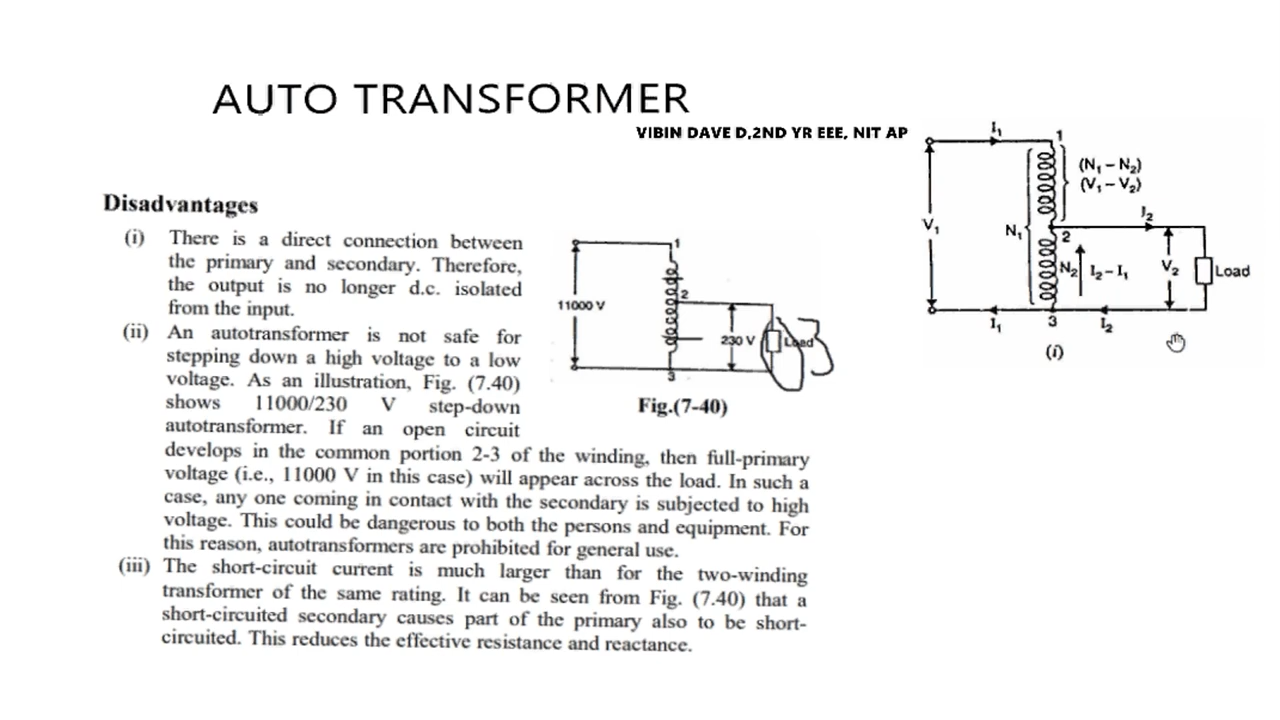 AUTO TRANSFORMER
VIBIN DAVE D,2ND YR EEE, NIT AP
Disadvantages
(i) There is a direct connection between
the primary and secondary. Therefore,
the output is no longer d.c. isolated
from the input.
(ii) An autotransformer is not safe for
stepping down a high voltage to a low
voltage. As an illustration, Fig. (7.40)
shows 11000/230 V step-down
autotransformer. If an open circuit
develops in the common portion 2-3 of the winding, then full-primary
voltage (i.e., 11000 V in this case) will appear across the load. In such a
case, any one coming in contact with the secondary is subjected to high
voltage. This could be dangerous to both the persons and equipment. For
this reason, autotransformers are prohibited for general use.
(iii) The short-circuit current is much larger than for the two-winding
transformer of the same rating. It can be seen from Fig. (7.40) that a
short-circuited secondary causes part of the primary also to be short-
circuited. This reduces the effective resistance and reactance.
1
2
11000 V
230 V
Load
3
3
Fig.(7-40)
I₁
1
(N₁ – N₂)
(V₁ – V₂)
I₂
V₁
N₁
2
N₂
I₂ – I₁
V₂
Load
I₁
3
I₂
(i)